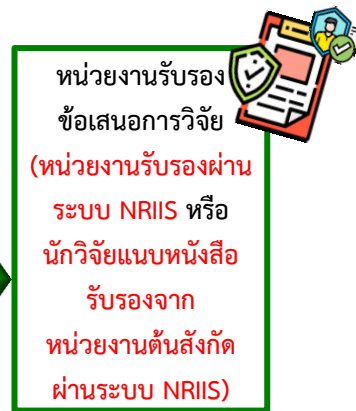 หน่วยงานรับรอง
ข้อเสนอการวิจัย
(หน่วยงานรับรองผ่าน
ระบบ NRIIS หรือ
นักวิจัยแนบหนังสือ
รับรองจาก
หน่วยงานต้นสังกัด
ผ่านระบบ NRIIS)